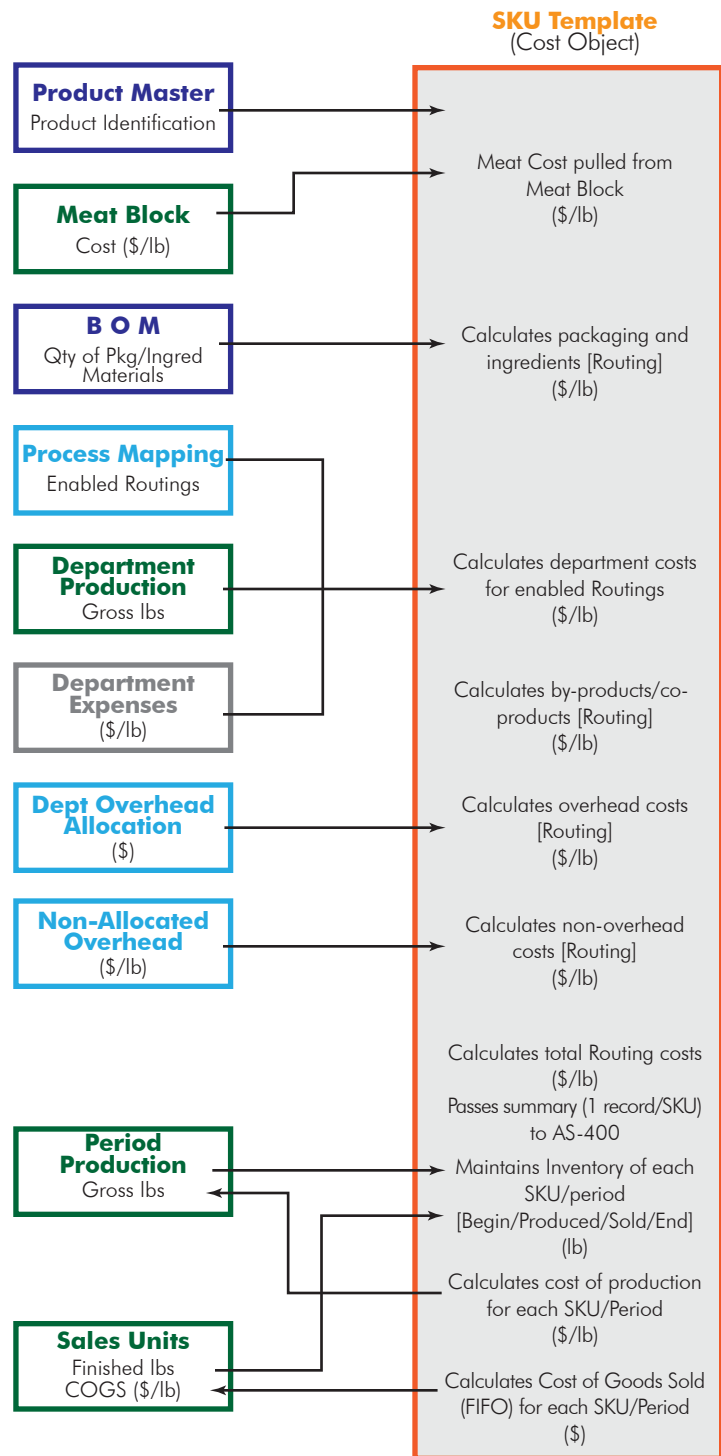 SKU Template
(Cost Object)
Product Master
Product Identification
Meat Block
Cost ($/lb)
Meat Cost pulled from
Meat Block
($/lb)
B O M
Qty of Pkg/Ingred
Materials
Calculates packaging and
ingredients [Routing]
($/lb)
Process Mapping
Enabled Routings
Department
Production
Gross lbs
Calculates department costs
for enabled Routings
($/lb)
Department
Expenses
($/lb)
Calculates by-products/co-
products [Routing]
($/lb)
Dept Overhead
Allocation
($)
Calculates overhead costs
[Routing]
($/lb)
Non-Allocated
Overhead
($/lb)
Calculates non-overhead
costs [Routing]
($/lb)
Calculates total Routing costs
($/lb)
Passes summary (1 record/SKU)
to AS-400
Period
Production
Gross lbs
Maintains Inventory of each
SKU/period
[Begin/Produced/Sold/End]
(lb)
Calculates cost of production
for each SKU/Period
($/lb)
Sales Units
Finished lbs
COGS ($/lb)
Calculates Cost of Goods Sold
(FIFO) for each SKU/Period
($)